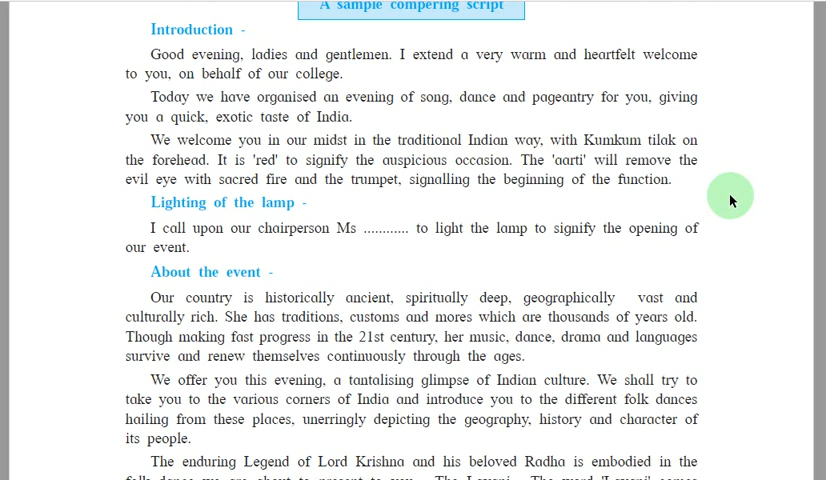 A sample compering script
Introduction -
Good evening, ladies and gentlemen. I extend a very warm and heartfelt welcome
to you, on behalf of our college.
Today we have organised an evening of song, dance and pageantry for you, giving
you a quick, exotic taste of India.
We welcome you in our midst in the traditional Indian way, with Kumkum tilak on
the forehead. It is 'red' to signify the auspicious occasion. The 'aarti' will remove the
evil eye with sacred fire and the trumpet, signalling the beginning of the function.
Lighting of the lamp -
I call upon our chairperson Ms ............ to light the lamp to signify the opening of
our event.
About the event -
Our country is historically ancient, spiritually deep, geographically vast and
culturally rich. She has traditions, customs and mores which are thousands of years old.
Though making fast progress in the 21st century, her music, dance, drama and languages
survive and renew themselves continuously through the ages.
We offer you this evening, a tantalising glimpse of Indian culture. We shall try to
take you to the various corners of India and introduce you to the different folk dances
hailing from these places, unerringly depicting the geography, history and character of
its people.
The enduring Legend of Lord Krishna and his beloved Radha is embodied in the